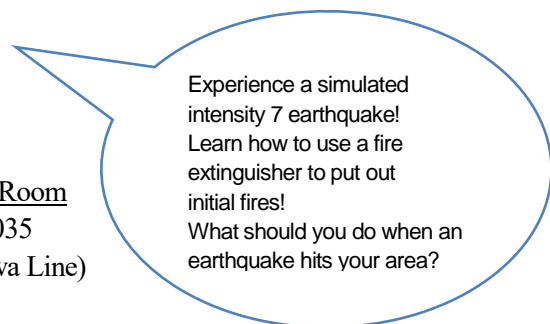 Experience a simulated
intensity 7 earthquake!
Learn how to use a fire
extinguisher to put out
initial fires!
What should you do when an
earthquake hits your area?
Room
035
va Line)